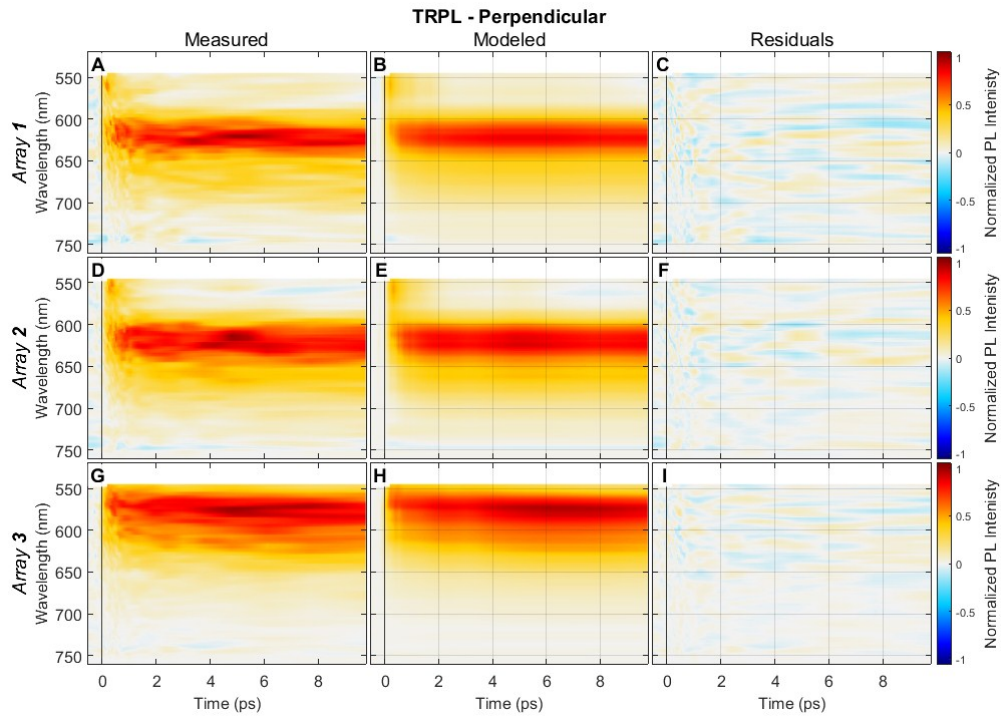 TRPL - Perpendicular
Measured
Modeled
Residuals
Array 1
Wavelength (nm)
550
600
650
700
750
A
B
C
1
0.5
0
-0.5
-1
Normalized PL Intenisty
Array 2
Wavelength (nm)
550
600
650
700
750
D
E
F
1
0.5
0
-0.5
-1
Normalized PL Intenisty
Array 3
Wavelength (nm)
550
600
650
700
750
G
H
I
1
0.5
0
-0.5
-1
Normalized PL Intenisty
0 2 4 6 8
0 2 4 6 8
0 2 4 6 8
Time (ps)
Time (ps)
Time (ps)